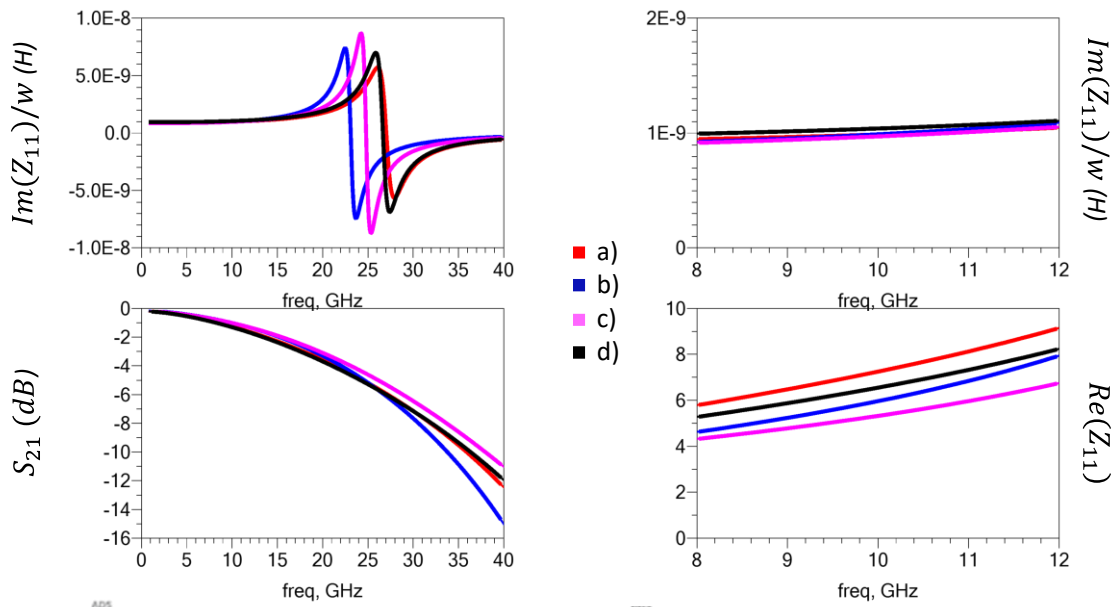 Im(Z₁₁)/w (H)
1.0E-8
5.0E-9
0.0
-5.0E-9
-1.0E-8
0 5 10 15 20 25 30 35 40
freq, GHz
2E-9
1E-9
0
8 9 10 11 12
freq, GHz
Im(Z₁₁)/w (H)
a)
b)
c)
d)
S₂₁ (dB)
0
-2
-4
-6
-8
-10
-12
-14
-16
0 5 10 15 20 25 30 35 40
freq, GHz
10
8
6
4
2
0
8 9 10 11 12
freq, GHz
Re(Z₁₁)